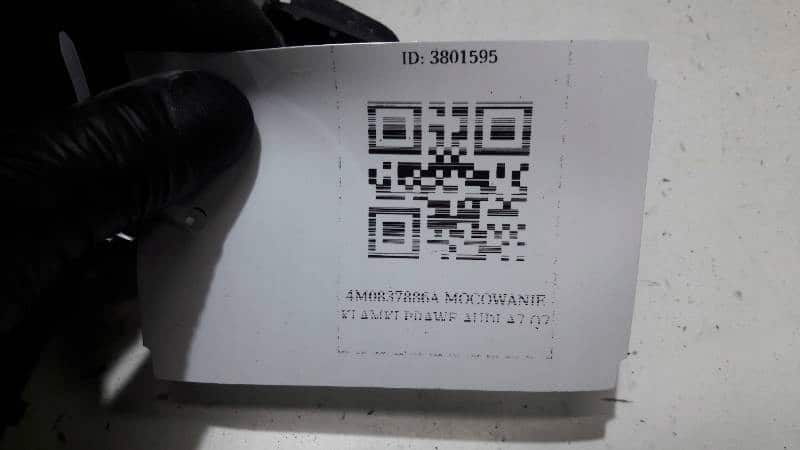 ID: 3801595
4M0837886A MOCOWANIE
KLAMKI PRAWE AUDI A7 Q7